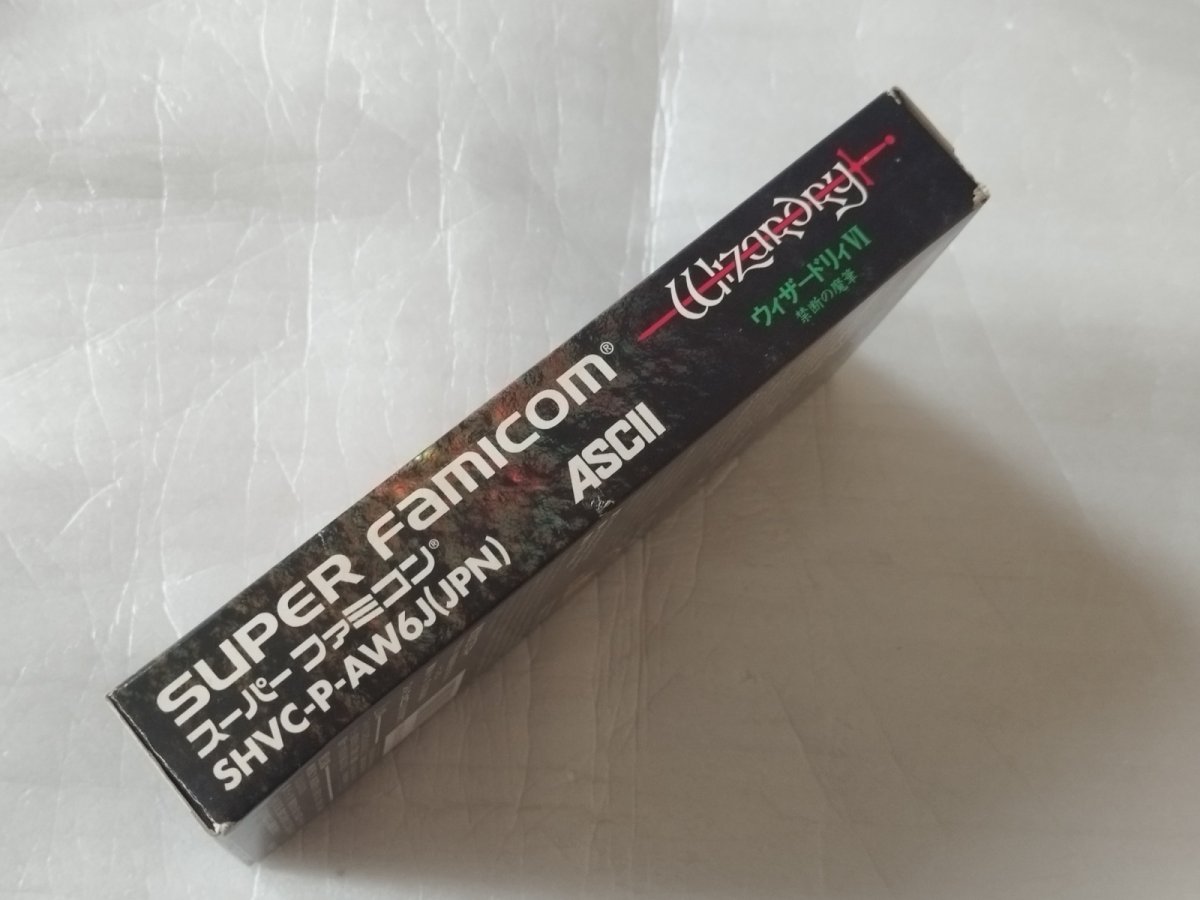 SUPER Famicom®
スーパー ファミコン®
SHVC-P-AW6J(JPN)
ASCII
Wizardry
ウィザードリィVI
禁断の魔筆